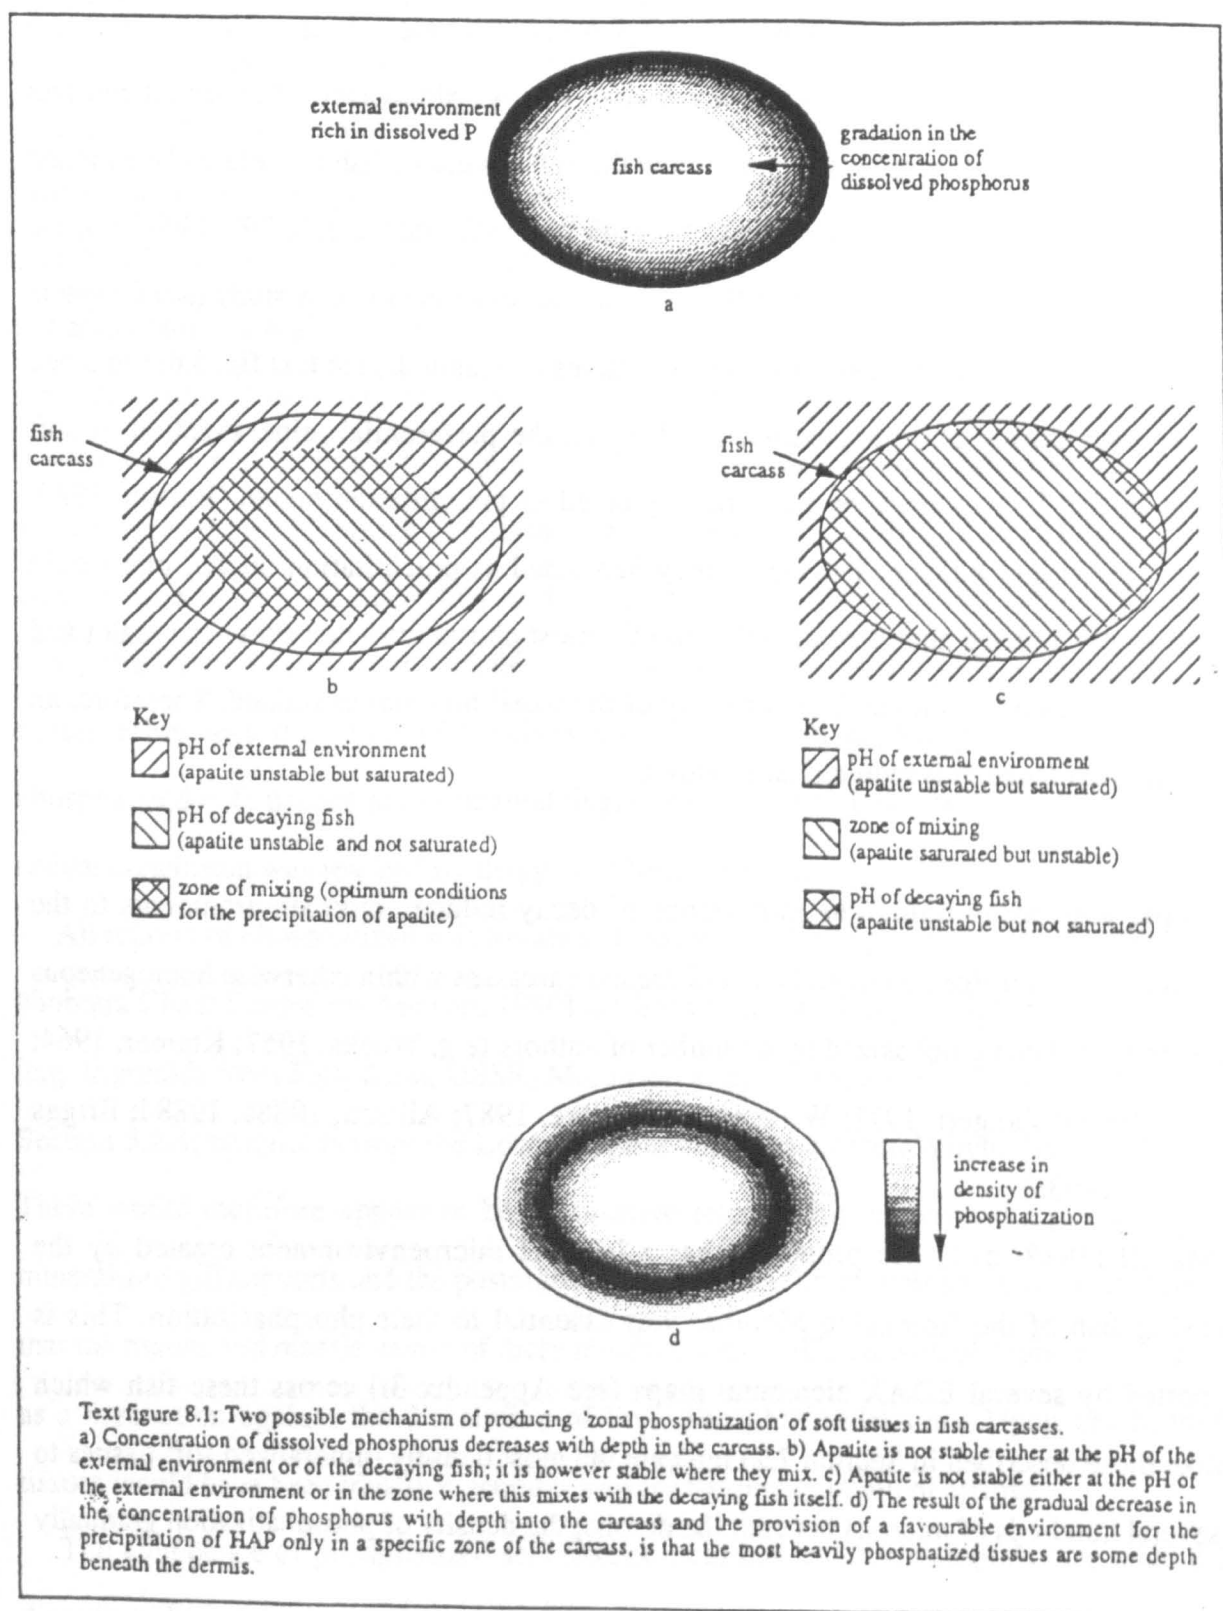 external environment
rich in dissolved P
fish carcass
gradation in the
concentration of
dissolved phosphorus
a
fish
carcass
b
Key
pH of external environment
(apatite unstable but saturated)
pH of decaying fish
(apatite unstable and not saturated)
zone of mixing (optimum conditions
for the precipitation of apatite)
fish
carcass
c
Key
pH of external environment
(apatite unstable but saturated)
zone of mixing
(apatite saturated but unstable)
pH of decaying fish
(apatite unstable but not saturated)
increase in
density of
phosphatization
d
Text figure 8.1: Two possible mechanism of producing 'zonal phosphatization' of soft tissues in fish carcasses.
a) Concentration of dissolved phosphorus decreases with depth in the carcass. b) Apatite is not stable either at the pH of the
external environment or of the decaying fish; it is however stable where they mix. c) Apatite is not stable either at the pH of
the external environment or in the zone where this mixes with the decaying fish itself. d) The result of the gradual decrease in
the concentration of phosphorus with depth into the carcass and the provision of a favourable environment for the
precipitation of HAP only in a specific zone of the carcass, is that the most heavily phosphatized tissues are some depth
beneath the dermis.